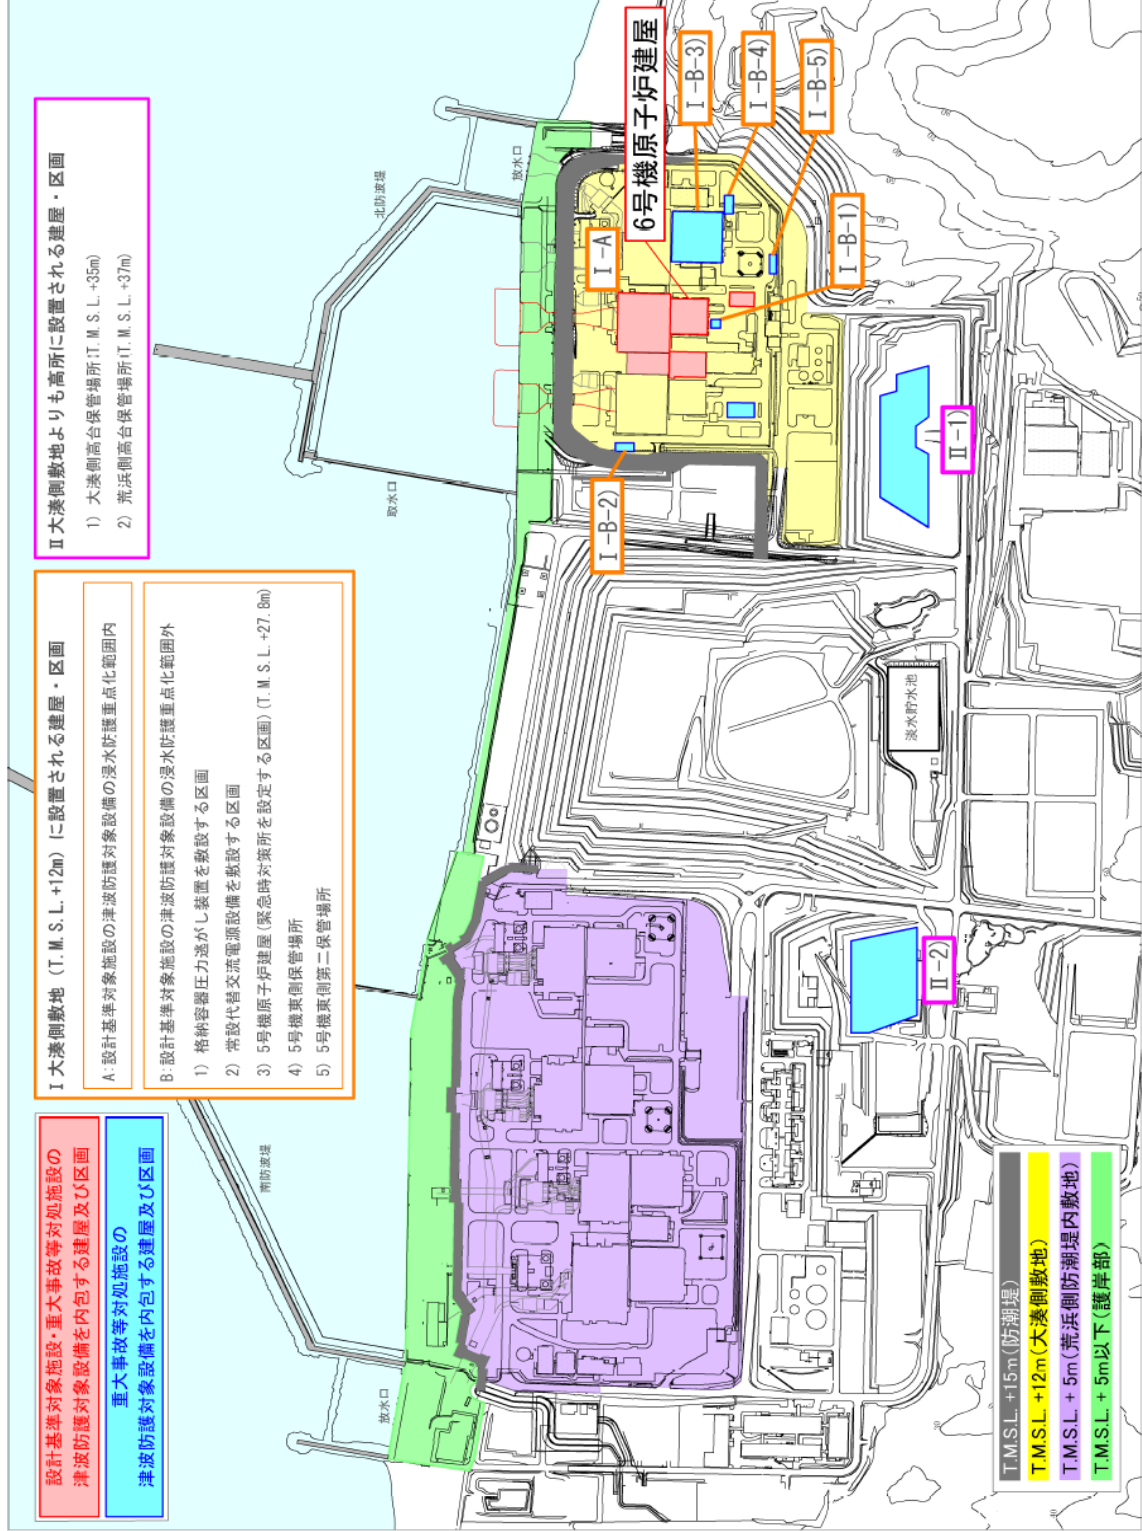 設計基準対象施設・重大事故等対処施設の
津波防護対象設備を内包する建屋及び区画
重大事故等対処施設の
津波防護対象設備を内包する建屋及び区画
Ⅰ 大湊側敷地 (T.M.S.L.+12m) に設置される建屋・区画
A:設計基準対象施設の津波防護対象設備の浸水防護重点化範囲内
B:設計基準対象施設の津波防護対象設備の浸水防護重点化範囲外
1) 格納容器圧力逃がし装置を敷設する区画
2) 常設代替交流電源設備を敷設する区画
3) 5号機原子炉建屋(緊急時対策所を設定する区画)(T.M.S.L.+27.8m)
4) 5号機東側保管場所
5) 5号機東側第二保管場所
Ⅱ 大湊側敷地よりも高所に設置される建屋・区画
1) 大湊側高台保管場所(T.M.S.L.+35m)
2) 荒浜側高台保管場所(T.M.S.L.+37m)
南防波堤
北防波堤
放水口
取水口
放水口
Ⅰ-A
6号機原子炉建屋
Ⅰ-B-3)
Ⅰ-B-4)
Ⅰ-B-5)
Ⅰ-B-1)
Ⅰ-B-2)
Ⅱ-1)
Ⅱ-2)
淡水貯水池
T.M.S.L. +15m(防潮堤)
T.M.S.L. +12m(大湊側敷地)
T.M.S.L. + 5m(荒浜側防潮堤内敷地)
T.M.S.L. + 5m以下(護岸部)